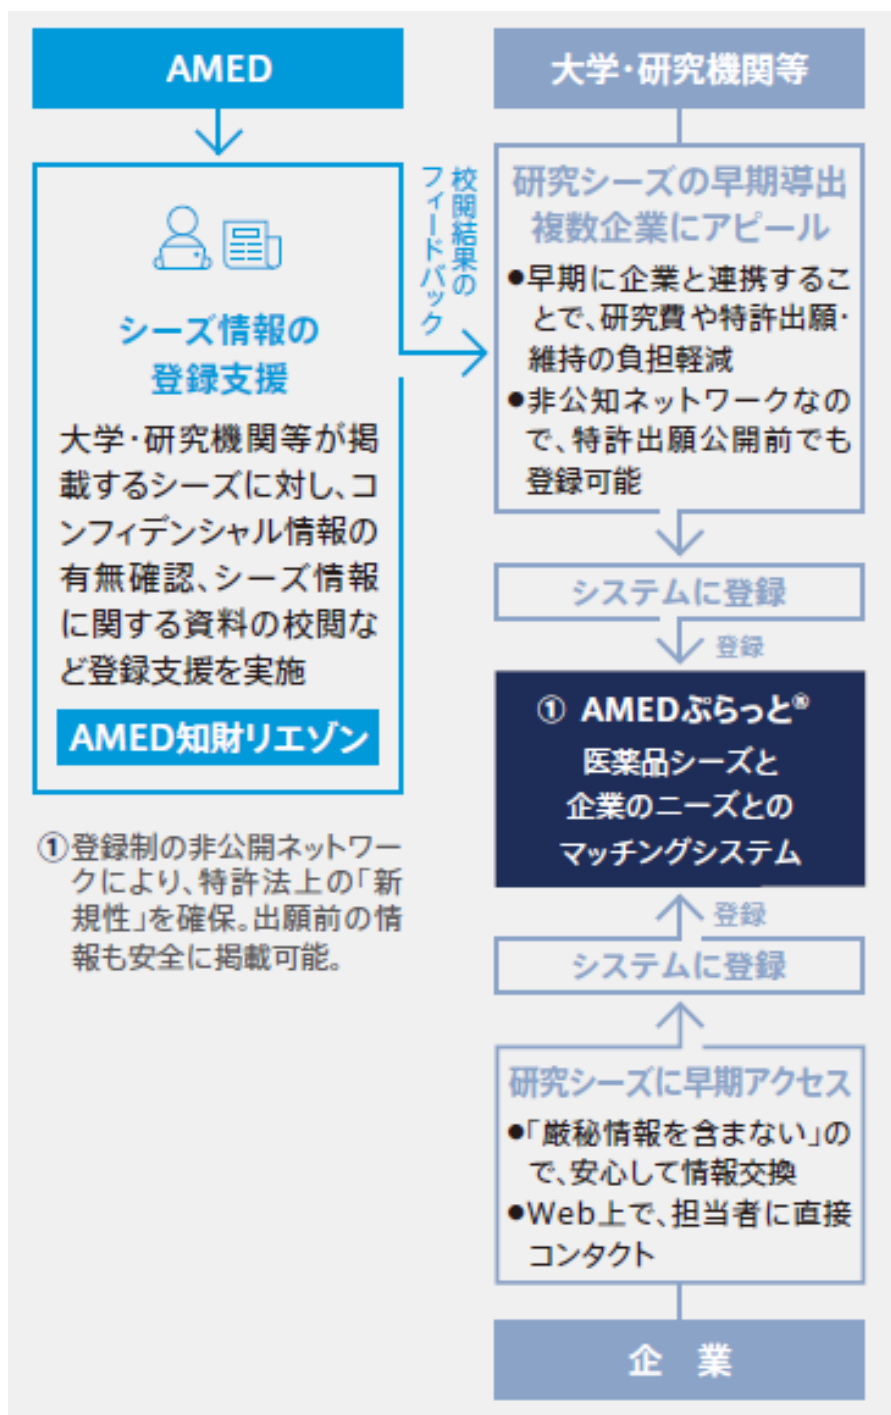 AMED
シーズ情報の
登録支援
大学・研究機関等が掲
載するシーズに対し、コ
ンフィデンシャル情報の
有無確認、シーズ情報
に関する資料の校閲な
ど登録支援を実施
AMED知財リエゾン
①登録制の非公開ネットワー
クにより、特許法上の「新
規性」を確保。出願前の情
報も安全に掲載可能。
校閲結果の
フィードバック
大学・研究機関等
研究シーズの早期導出
複数企業にアピール
●早期に企業と連携するこ
とで、研究費や特許出願・
維持の負担軽減
●非公知ネットワークなの
で、特許出願公開前でも
登録可能
システムに登録
登録
① AMEDぷらっと®
医薬品シーズと
企業のニーズとの
マッチングシステム
登録
システムに登録
研究シーズに早期アクセス
●「厳秘情報を含まない」の
で、安心して情報交換
●Web上で、担当者に直接
コンタクト
企 業